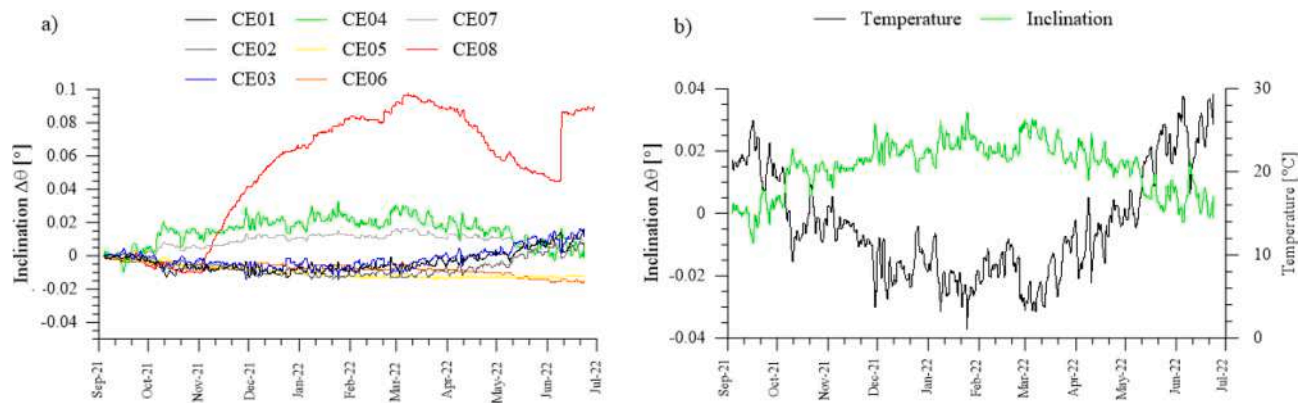 a)
CE01 CE04 CE07
CE02 CE05 CE08
CE03 CE06
Inclination Δθ [°]
0.1
0.08
0.06
0.04
0.02
0
-0.02
-0.04
Sep-21 Oct-21 Nov-21 Dec-21 Jan-22 Feb-22 Mar-22 Apr-22 May-22 Jun-22 Jul-22
b)
Temperature Inclination
Inclination Δθ [°]
0.04
0.02
0
-0.02
-0.04
30
20
10
0
Temperature [°C]
Sep-21 Oct-21 Nov-21 Dec-21 Jan-22 Feb-22 Mar-22 Apr-22 May-22 Jun-22 Jul-22